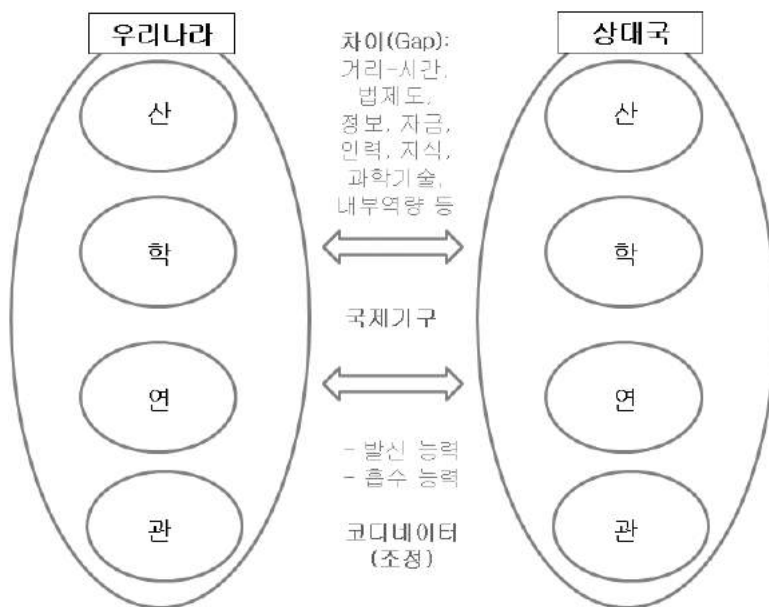 우리나라
산
학
연
관
차이(Gap):
거리-시간,
법제도,
정보, 자금,
인력, 지식,
과학기술,
내부역량 등
국제기구
- 발신 능력
- 흡수 능력
코디네이터
(조정)
상대국
산
학
연
관